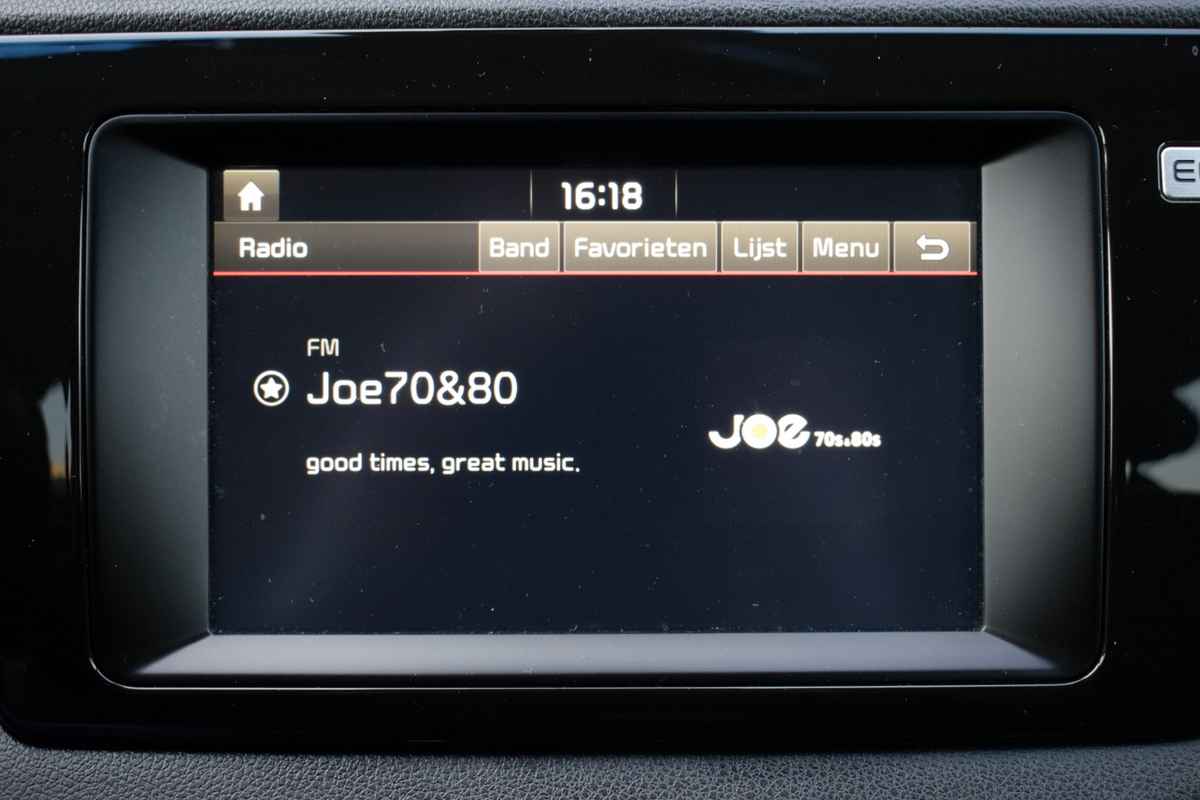 16:18
Radio Band Favorieten Lijst Menu
FM
Joe70&80
JOE 70s&80s
good times, great music.